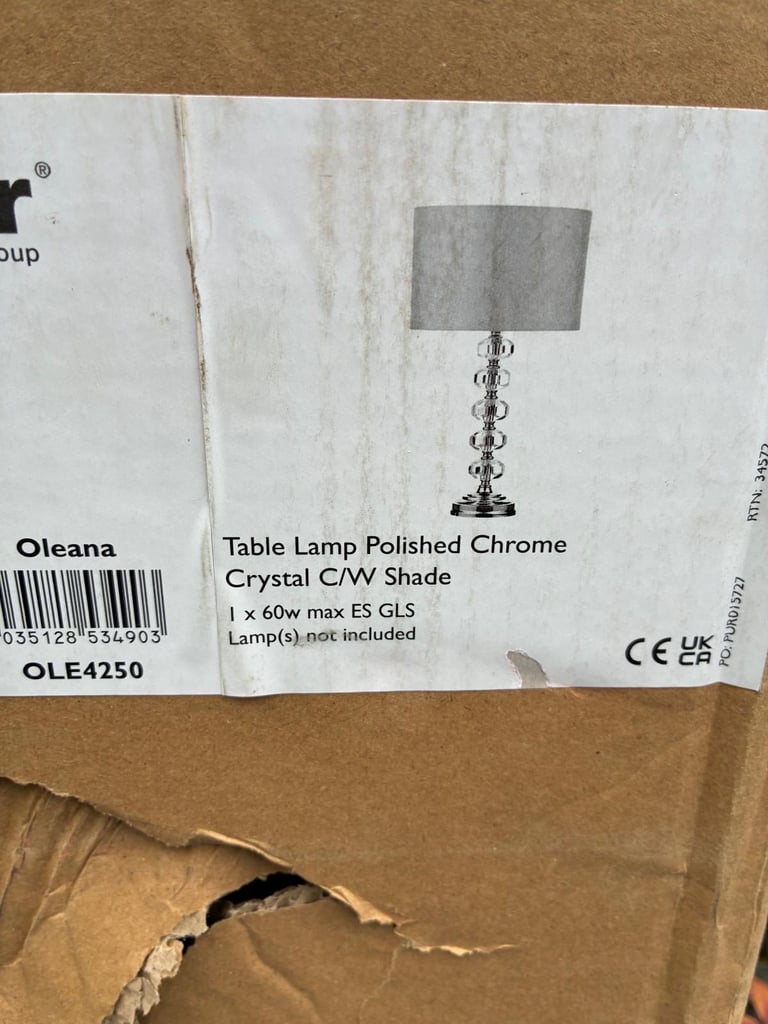 r®
oup
Oleana
035128 534903
OLE4250
Table Lamp Polished Chrome
Crystal C/W Shade
1 x 60w max ES GLS
Lamp(s) not included
CE UK
CA
PO: PUR015727
RTN: 34572